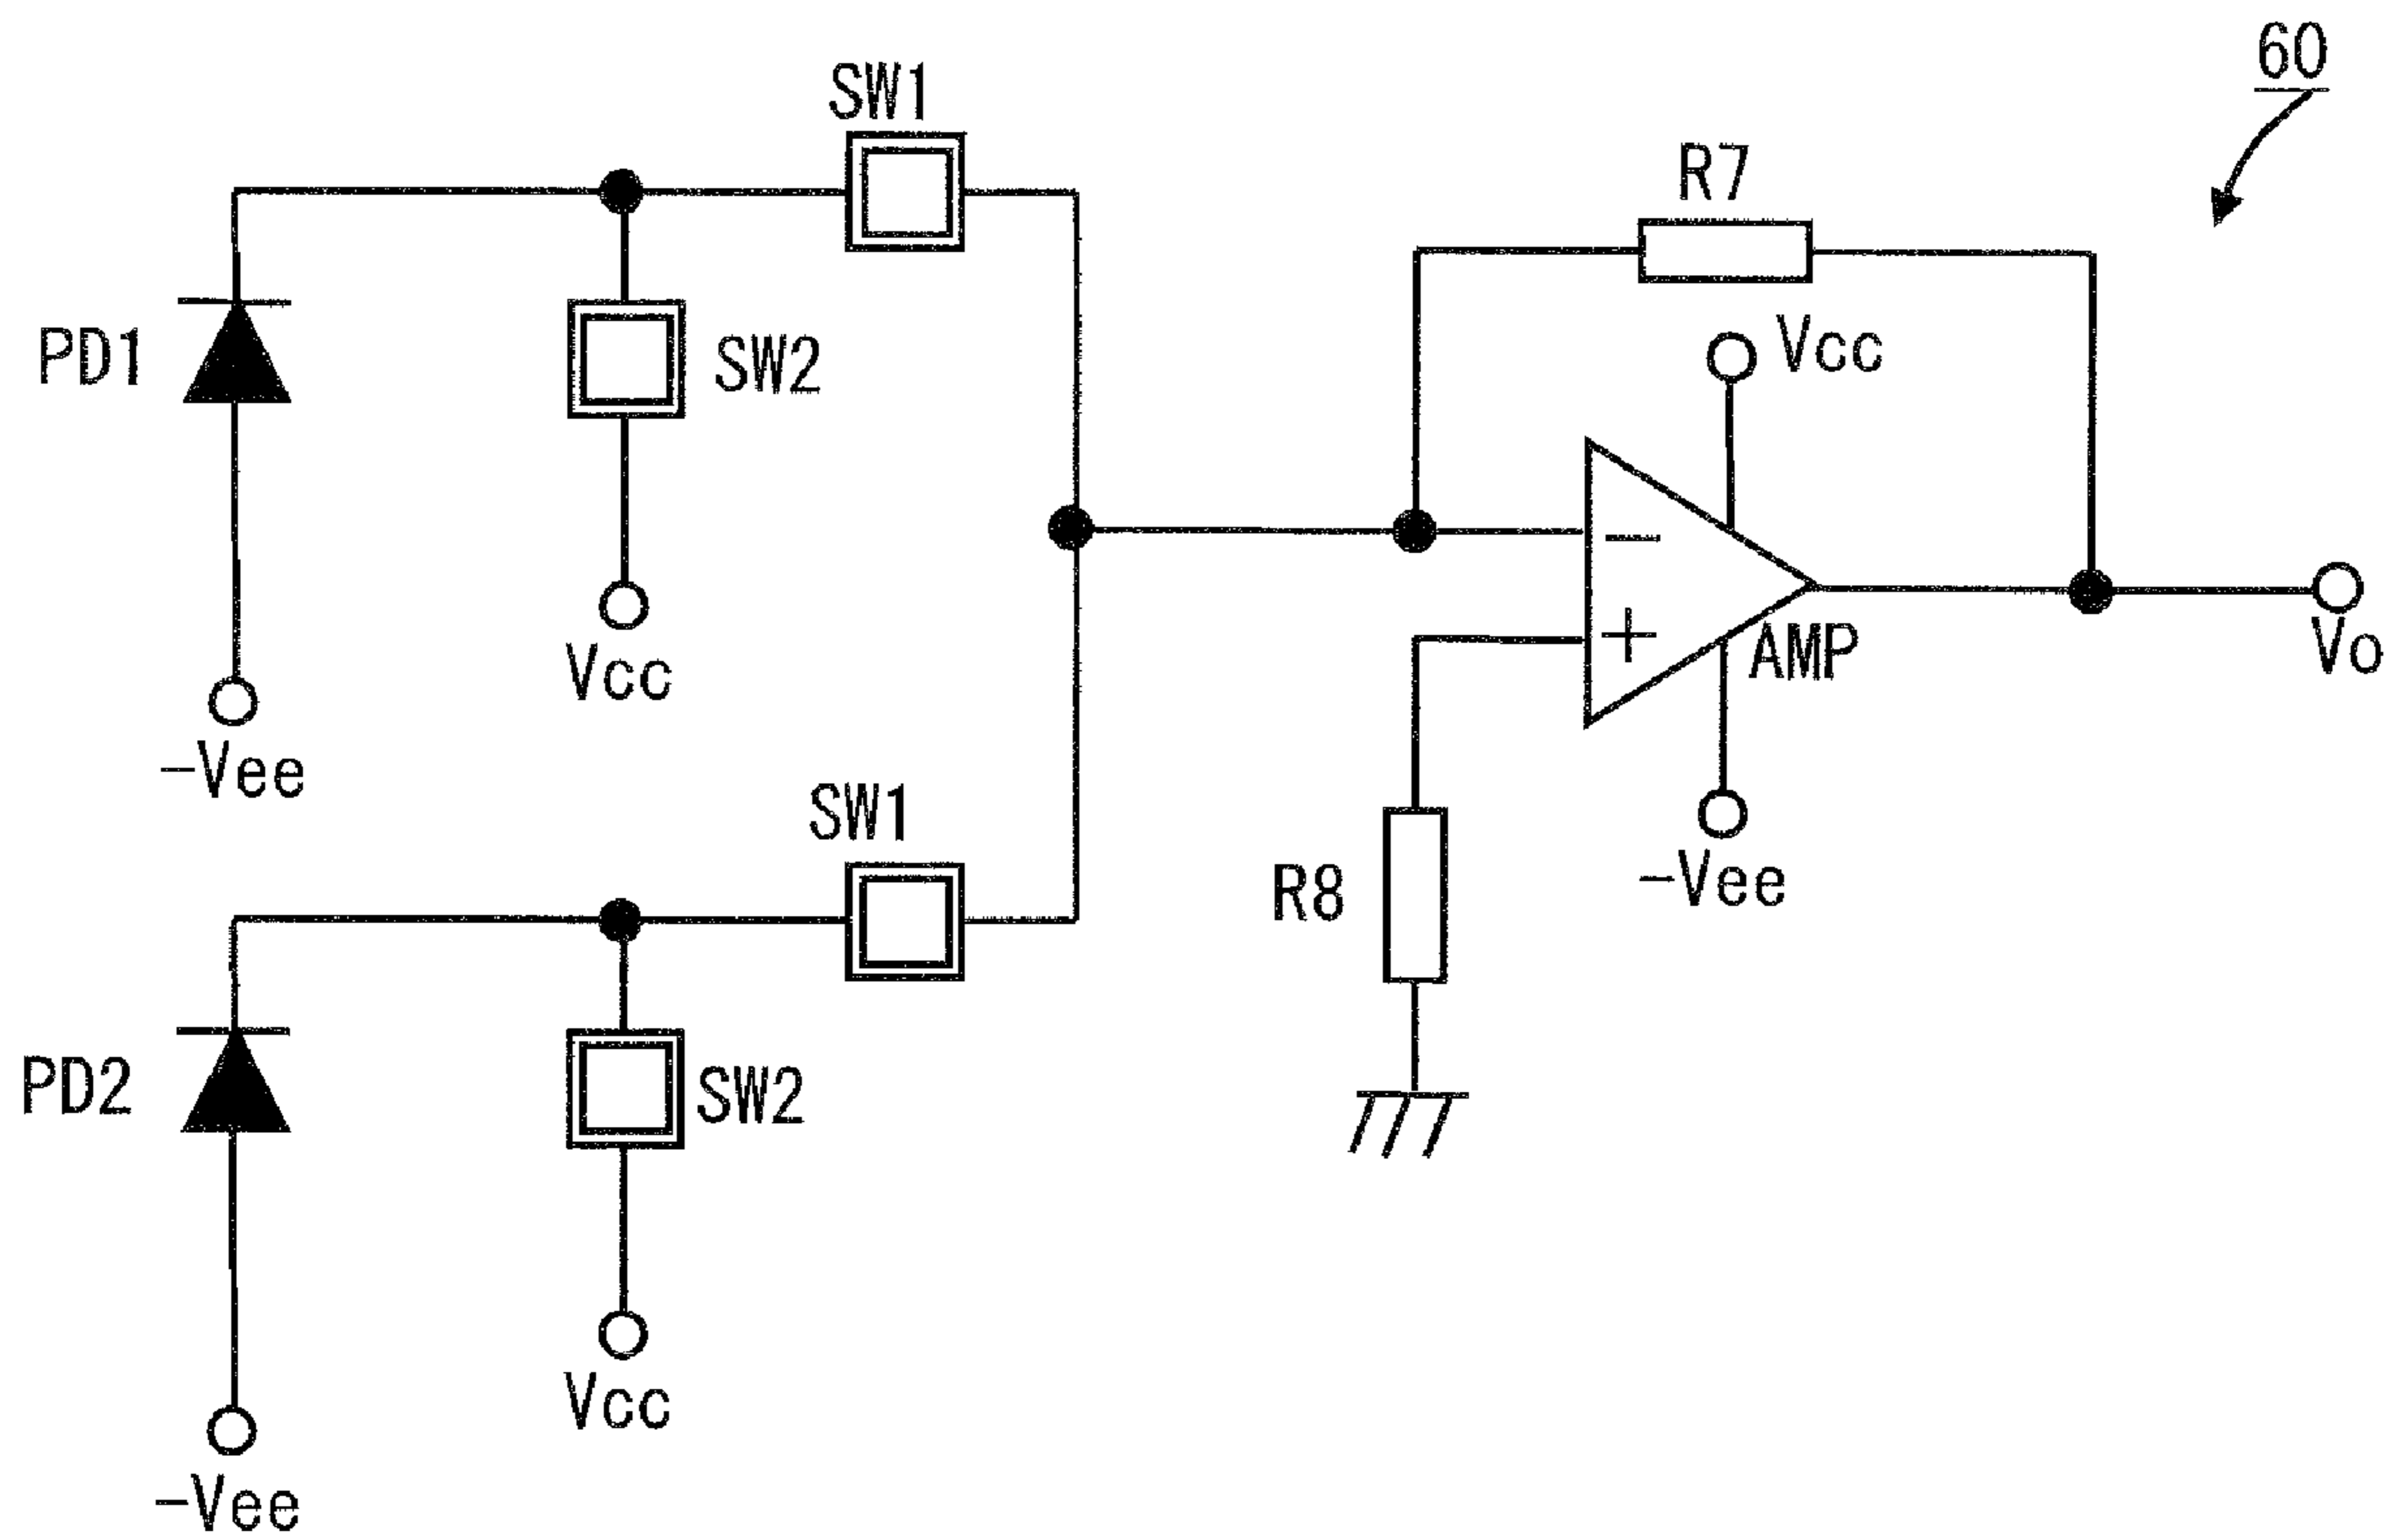 60
SW1
R7
PD1
SW2
Vcc
Vcc
-Vee
AMP
Vo
SW1
R8
-Vee
PD2
SW2
Vcc
-Vee
−
+